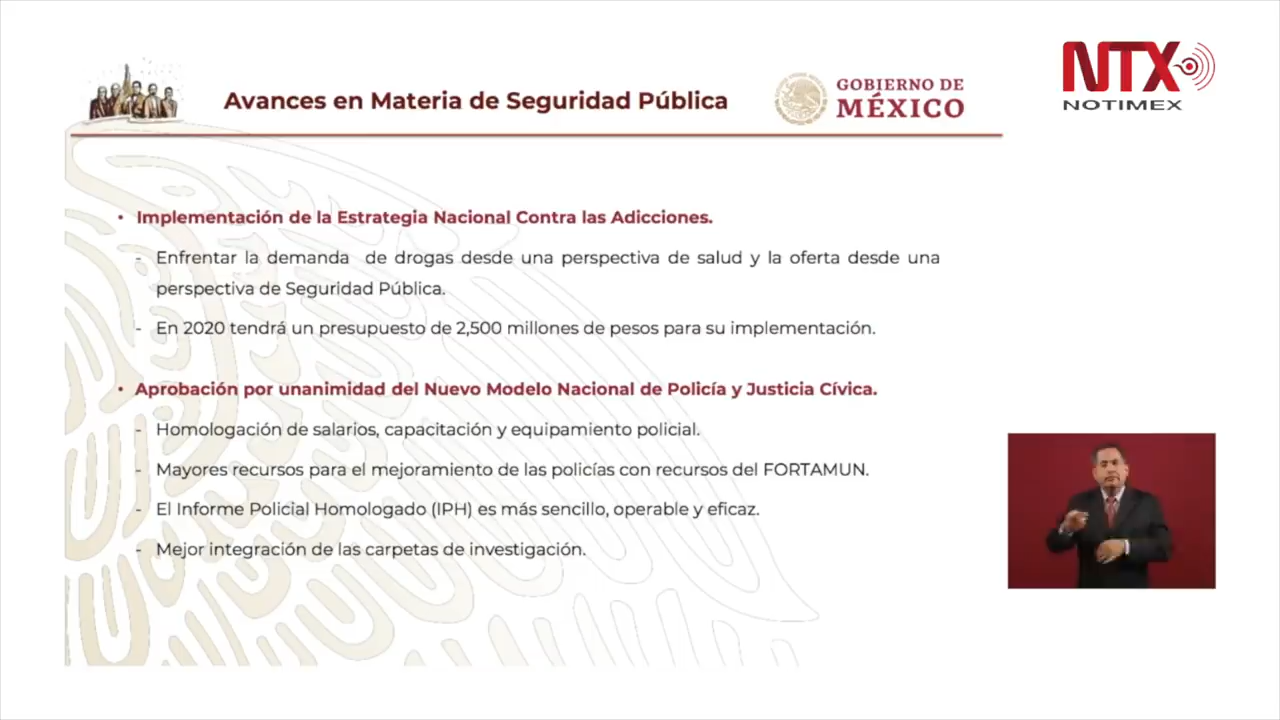 Avances en Materia de Seguridad Pública
GOBIERNO DE
MÉXICO
NTX
NOTIMEX
• Implementación de la Estrategia Nacional Contra las Adicciones.
- Enfrentar la demanda de drogas desde una perspectiva de salud y la oferta desde una
perspectiva de Seguridad Pública.
- En 2020 tendrá un presupuesto de 2,500 millones de pesos para su implementación.
• Aprobación por unanimidad del Nuevo Modelo Nacional de Policía y Justicia Cívica.
- Homologación de salarios, capacitación y equipamiento policial.
- Mayores recursos para el mejoramiento de las policías con recursos del FORTAMUN.
- El Informe Policial Homologado (IPH) es más sencillo, operable y eficaz.
- Mejor integración de las carpetas de investigación.